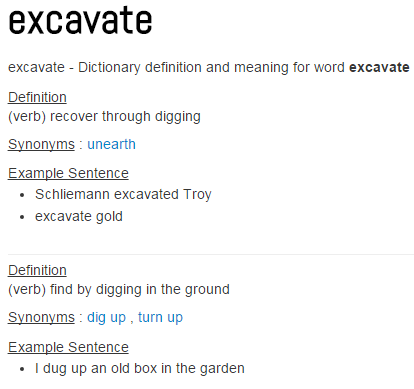 excavate
excavate - Dictionary definition and meaning for word excavate
Definition
(verb) recover through digging
Synonyms : unearth
Example Sentence
• Schliemann excavated Troy
• excavate gold
Definition
(verb) find by digging in the ground
Synonyms : dig up , turn up
Example Sentence
• I dug up an old box in the garden